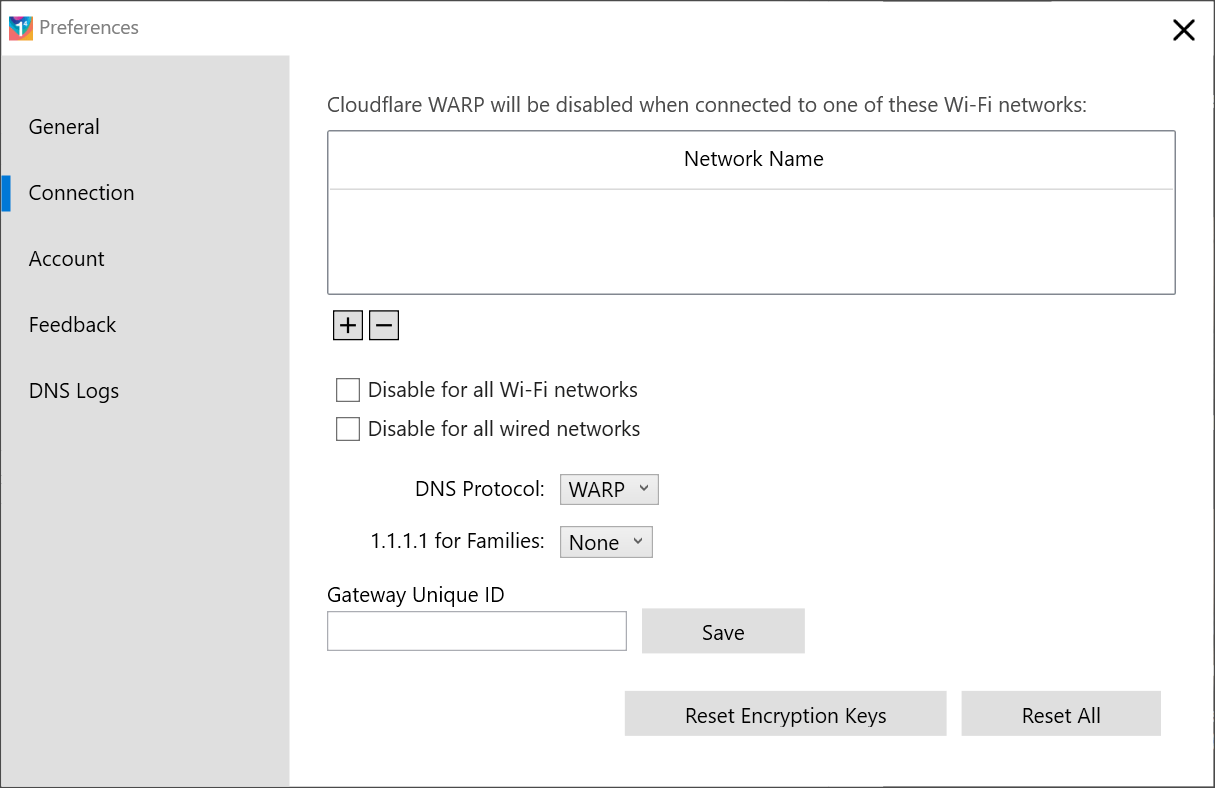 Preferences
General
Connection
Account
Feedback
DNS Logs
Cloudflare WARP will be disabled when connected to one of these Wi-Fi networks:
Network Name
Disable for all Wi-Fi networks
Disable for all wired networks
DNS Protocol: WARP
1.1.1.1 for Families: None
Gateway Unique ID
Save
Reset Encryption Keys Reset All